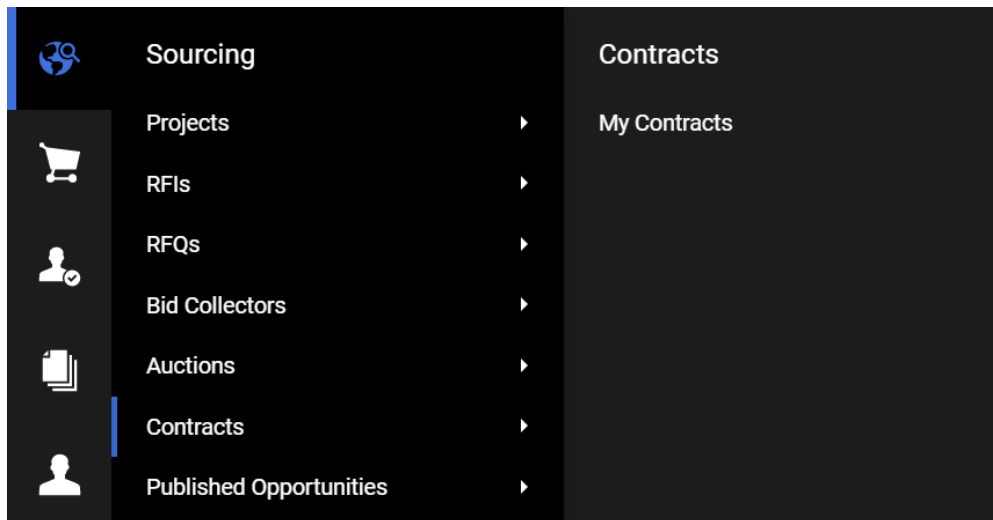 Sourcing
Projects
RFIs
RFQs
Bid Collectors
Auctions
Contracts
Published Opportunities
Contracts
My Contracts